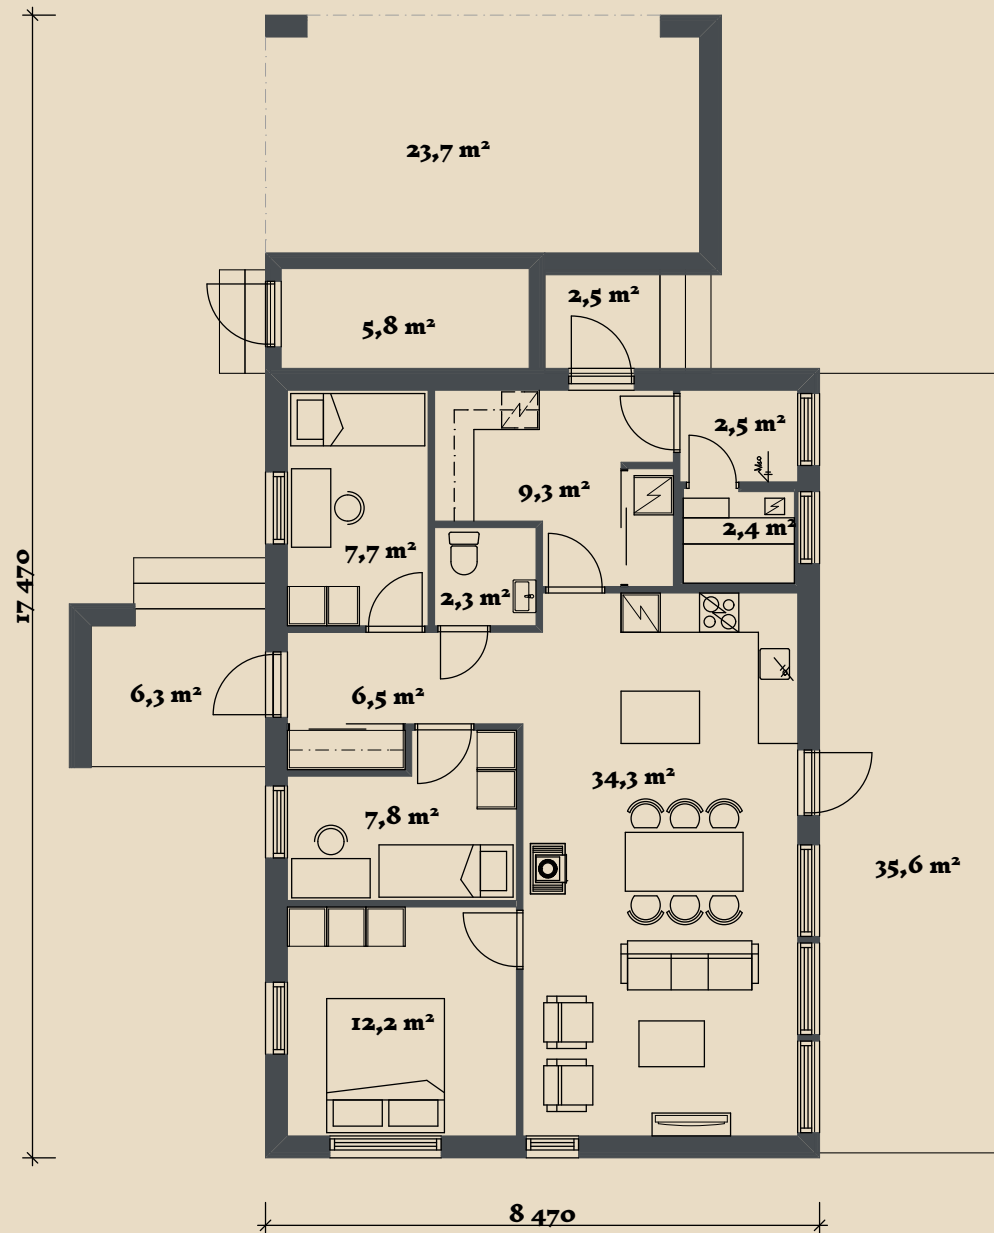 23,7 m²
2,5 m²
5,8 m²
2,5 m²
9,3 m²
2,4 m²
7,7 m²
2,3 m²
17 470
6,3 m²
6,5 m²
34,3 m²
7,8 m²
35,6 m²
12,2 m²
8 470